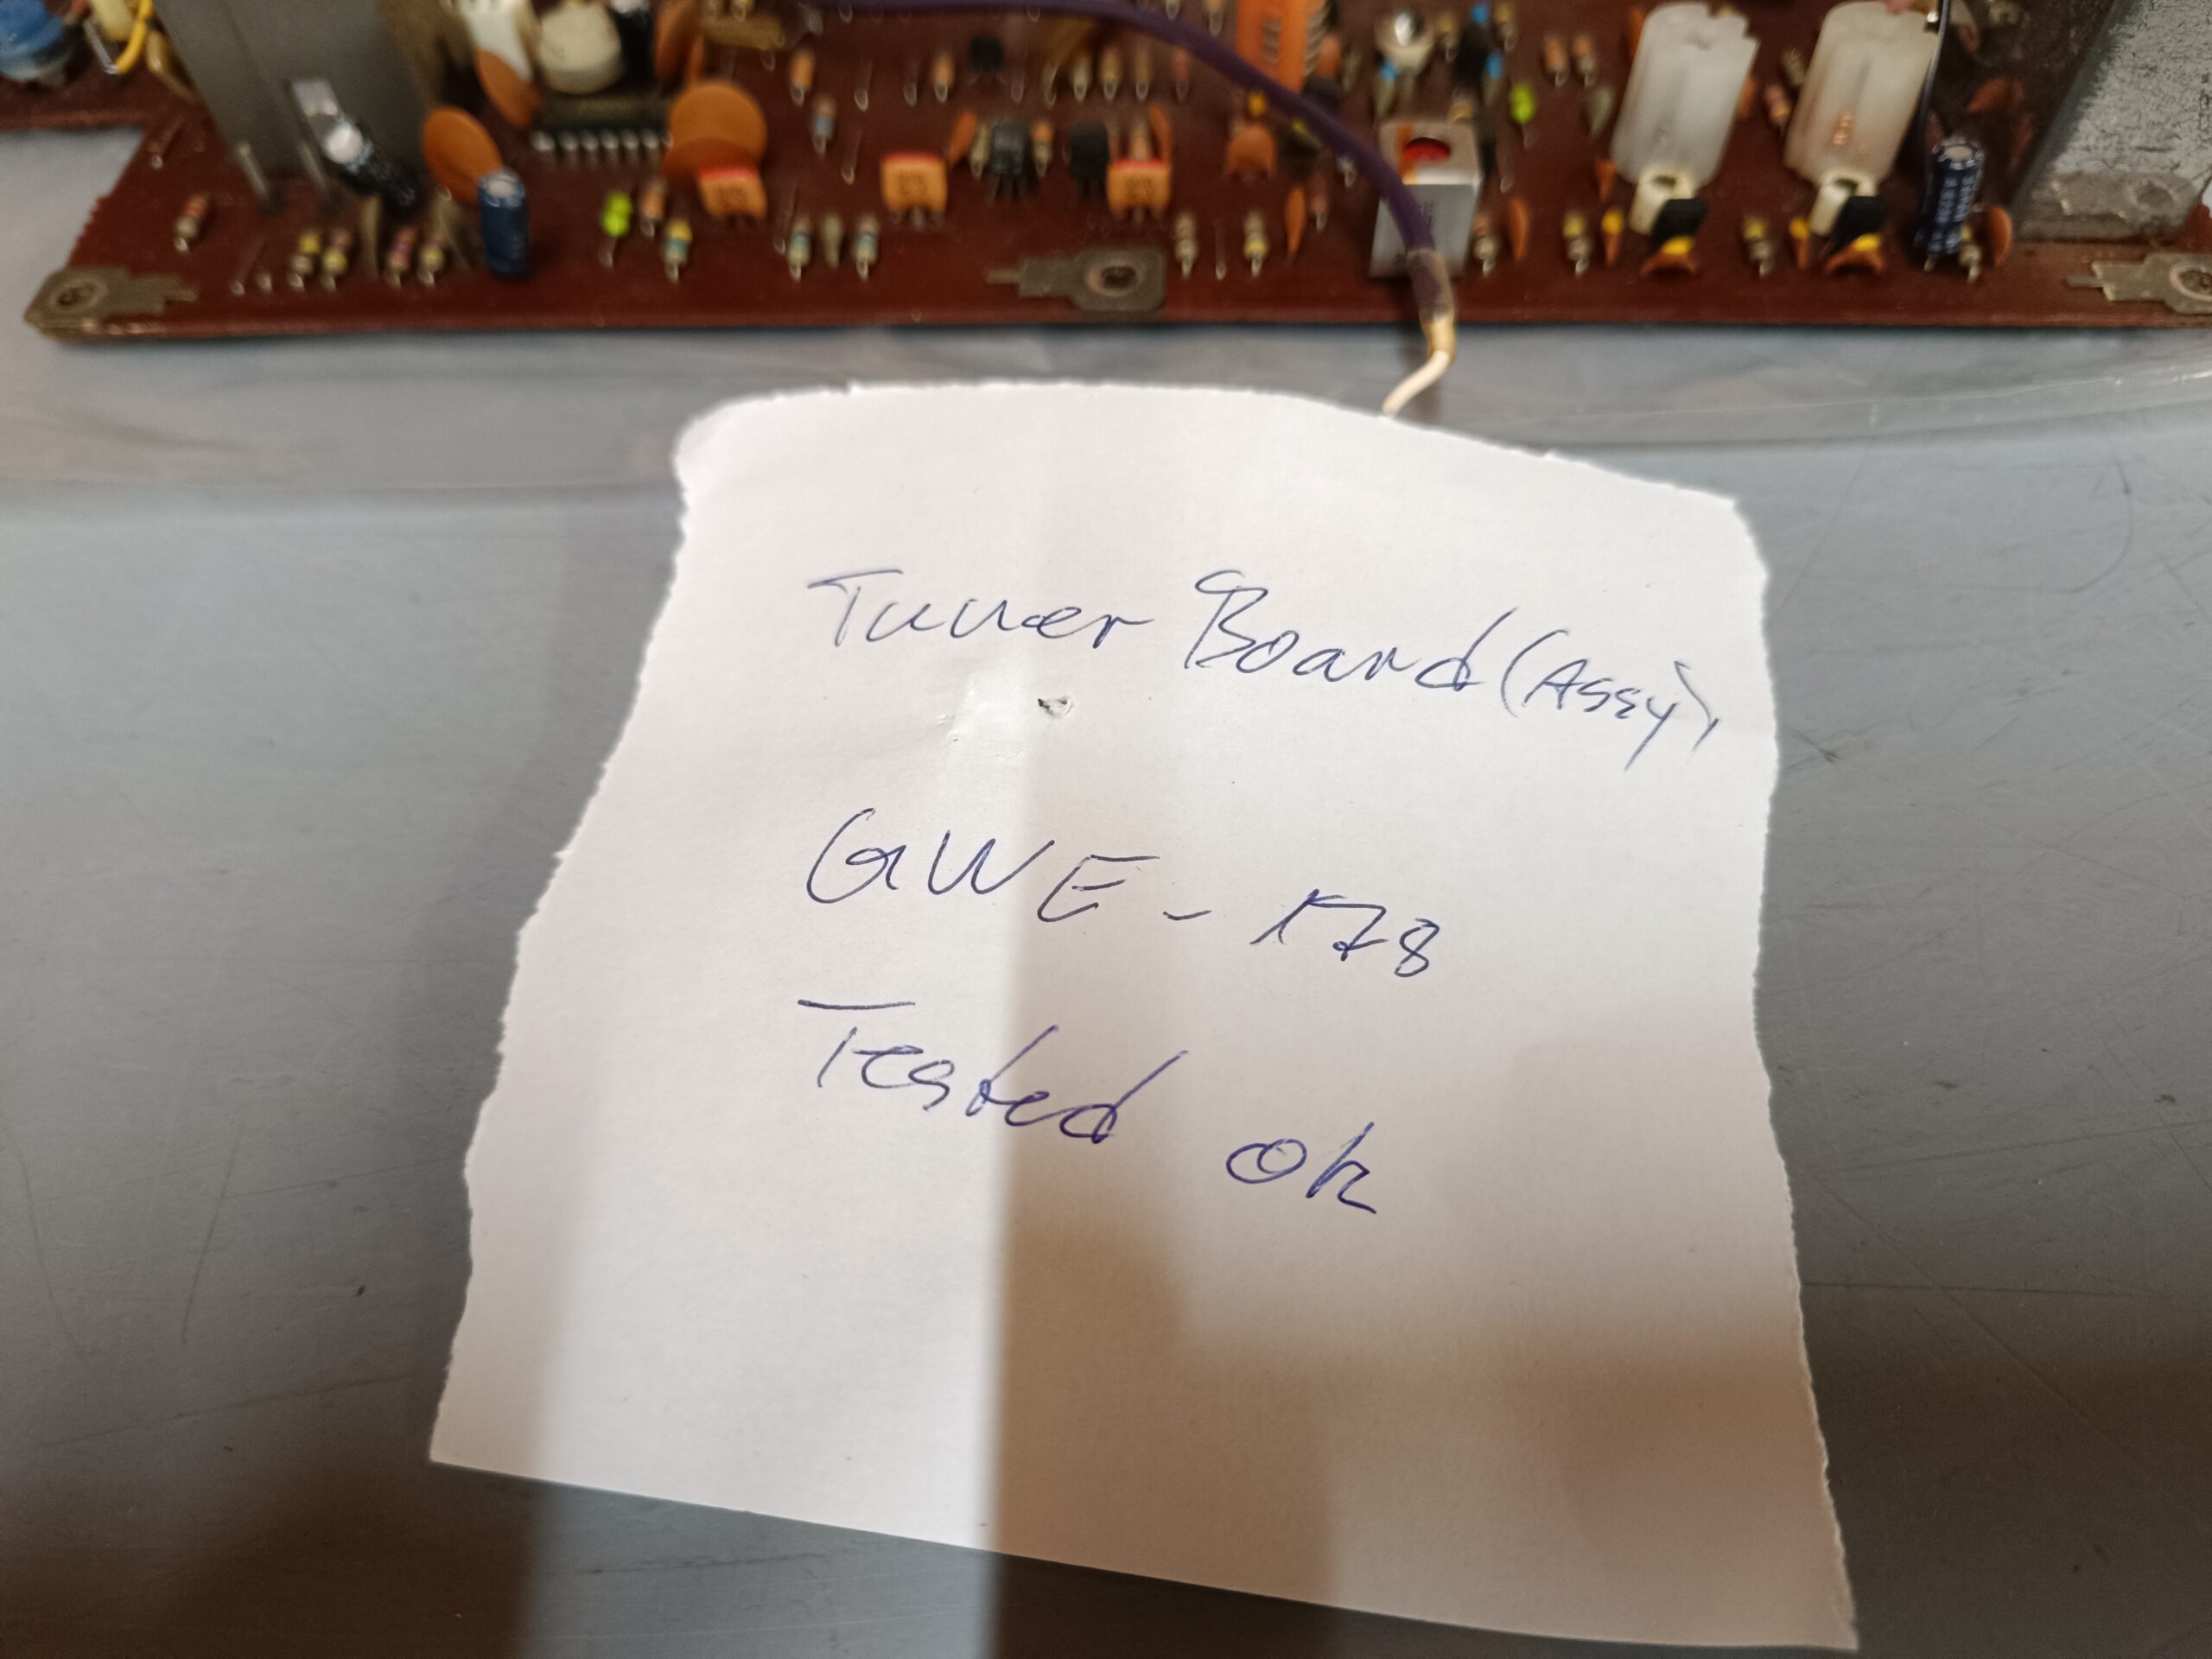 Tuner Board (Assy)
GWE-178
Tested ok